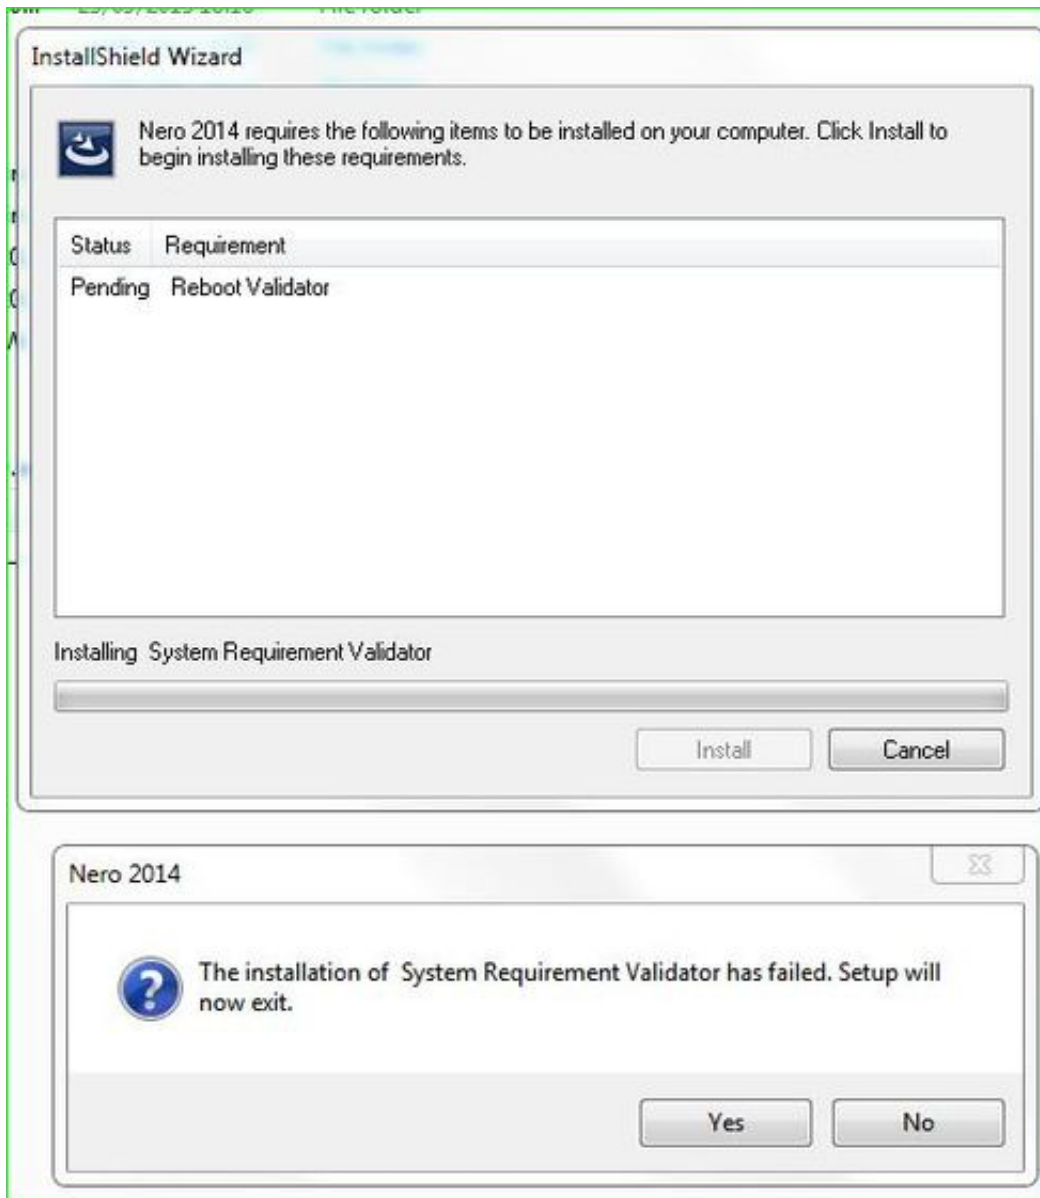 InstallShield Wizard
Nero 2014 requires the following items to be installed on your computer. Click Install to
begin installing these requirements.
Status Requirement
Pending Reboot Validator
Installing System Requirement Validator
Install Cancel
Nero 2014
The installation of System Requirement Validator has failed. Setup will
now exit.
Yes No